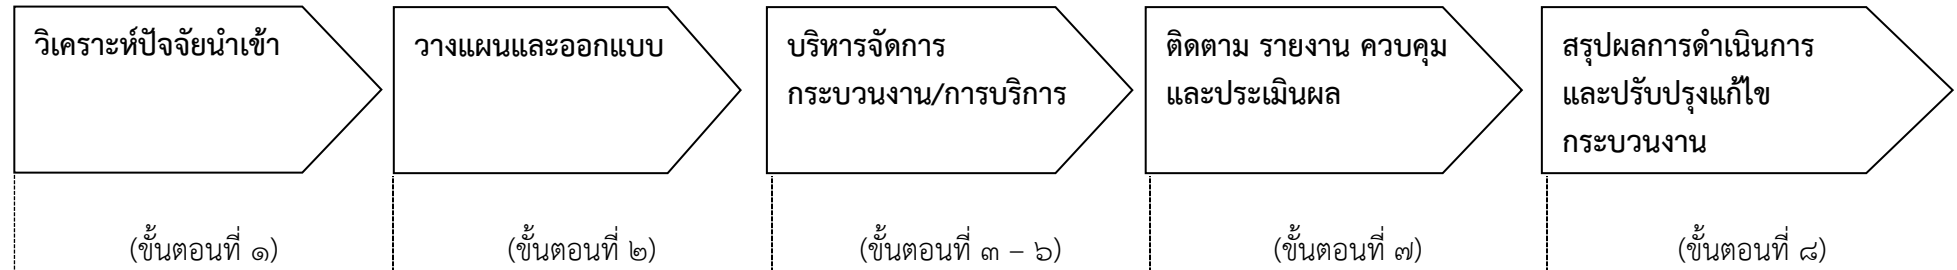 วิเคราะห์ปัจจัยนำเข้า
วางแผนและออกแบบ
บริหารจัดการ
กระบวนงาน/การบริการ
ติดตาม รายงาน ควบคุม
และประเมินผล
สรุปผลการดำเนินการ
และปรับปรุงแก้ไข
กระบวนงาน
(ขั้นตอนที่ ๑)
(ขั้นตอนที่ ๒)
(ขั้นตอนที่ ๓ – ๖)
(ขั้นตอนที่ ๗)
(ขั้นตอนที่ ๘)